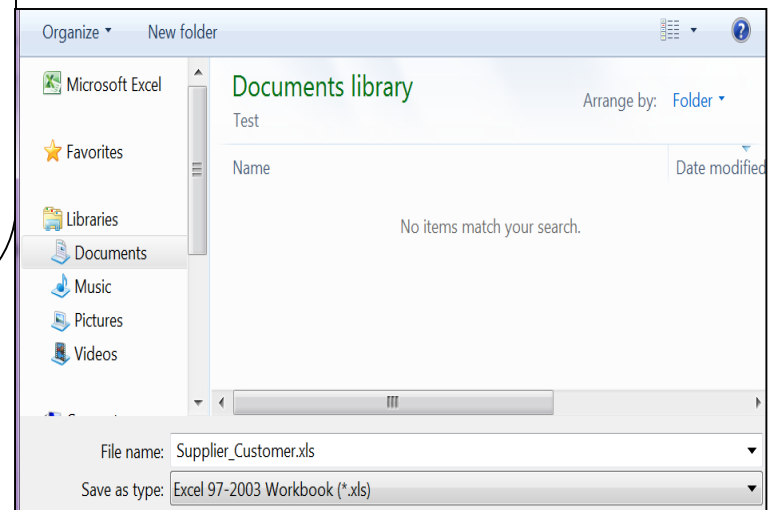 Organize New folder
Microsoft Excel
Favorites
Libraries
Documents
Music
Pictures
Videos
Documents library
Test
Arrange by: Folder
Name Date modified
No items match your search.
File name: Supplier_Customer.xls
Save as type: Excel 97-2003 Workbook (*.xls)